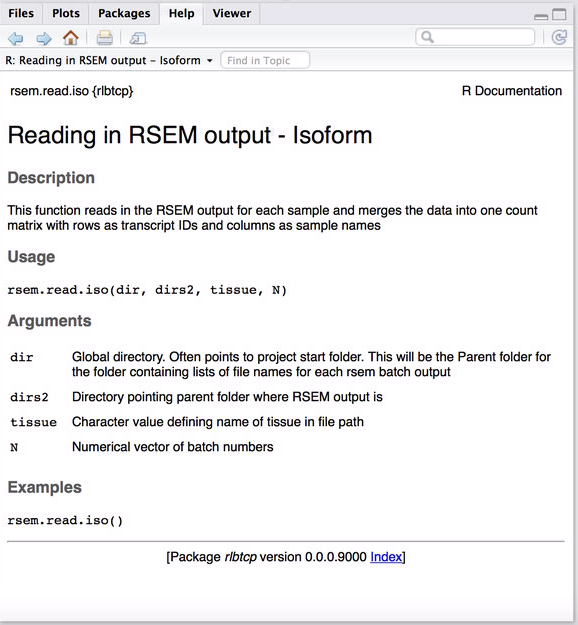 Files Plots Packages Help Viewer
R: Reading in RSEM output - Isoform Find in Topic
rsem.read.iso {rlbtcp} R Documentation
Reading in RSEM output - Isoform
Description
This function reads in the RSEM output for each sample and merges the data into one count
matrix with rows as transcript IDs and columns as sample names
Usage
rsem.read.iso(dir, dirs2, tissue, N)
Arguments
dir Global directory. Often points to project start folder. This will be the Parent folder for
the folder containing lists of file names for each rsem batch output
dirs2 Directory pointing parent folder where RSEM output is
tissue Character value defining name of tissue in file path
N Numerical vector of batch numbers
Examples
rsem.read.iso()
[Package rlbtcp version 0.0.0.9000 Index]